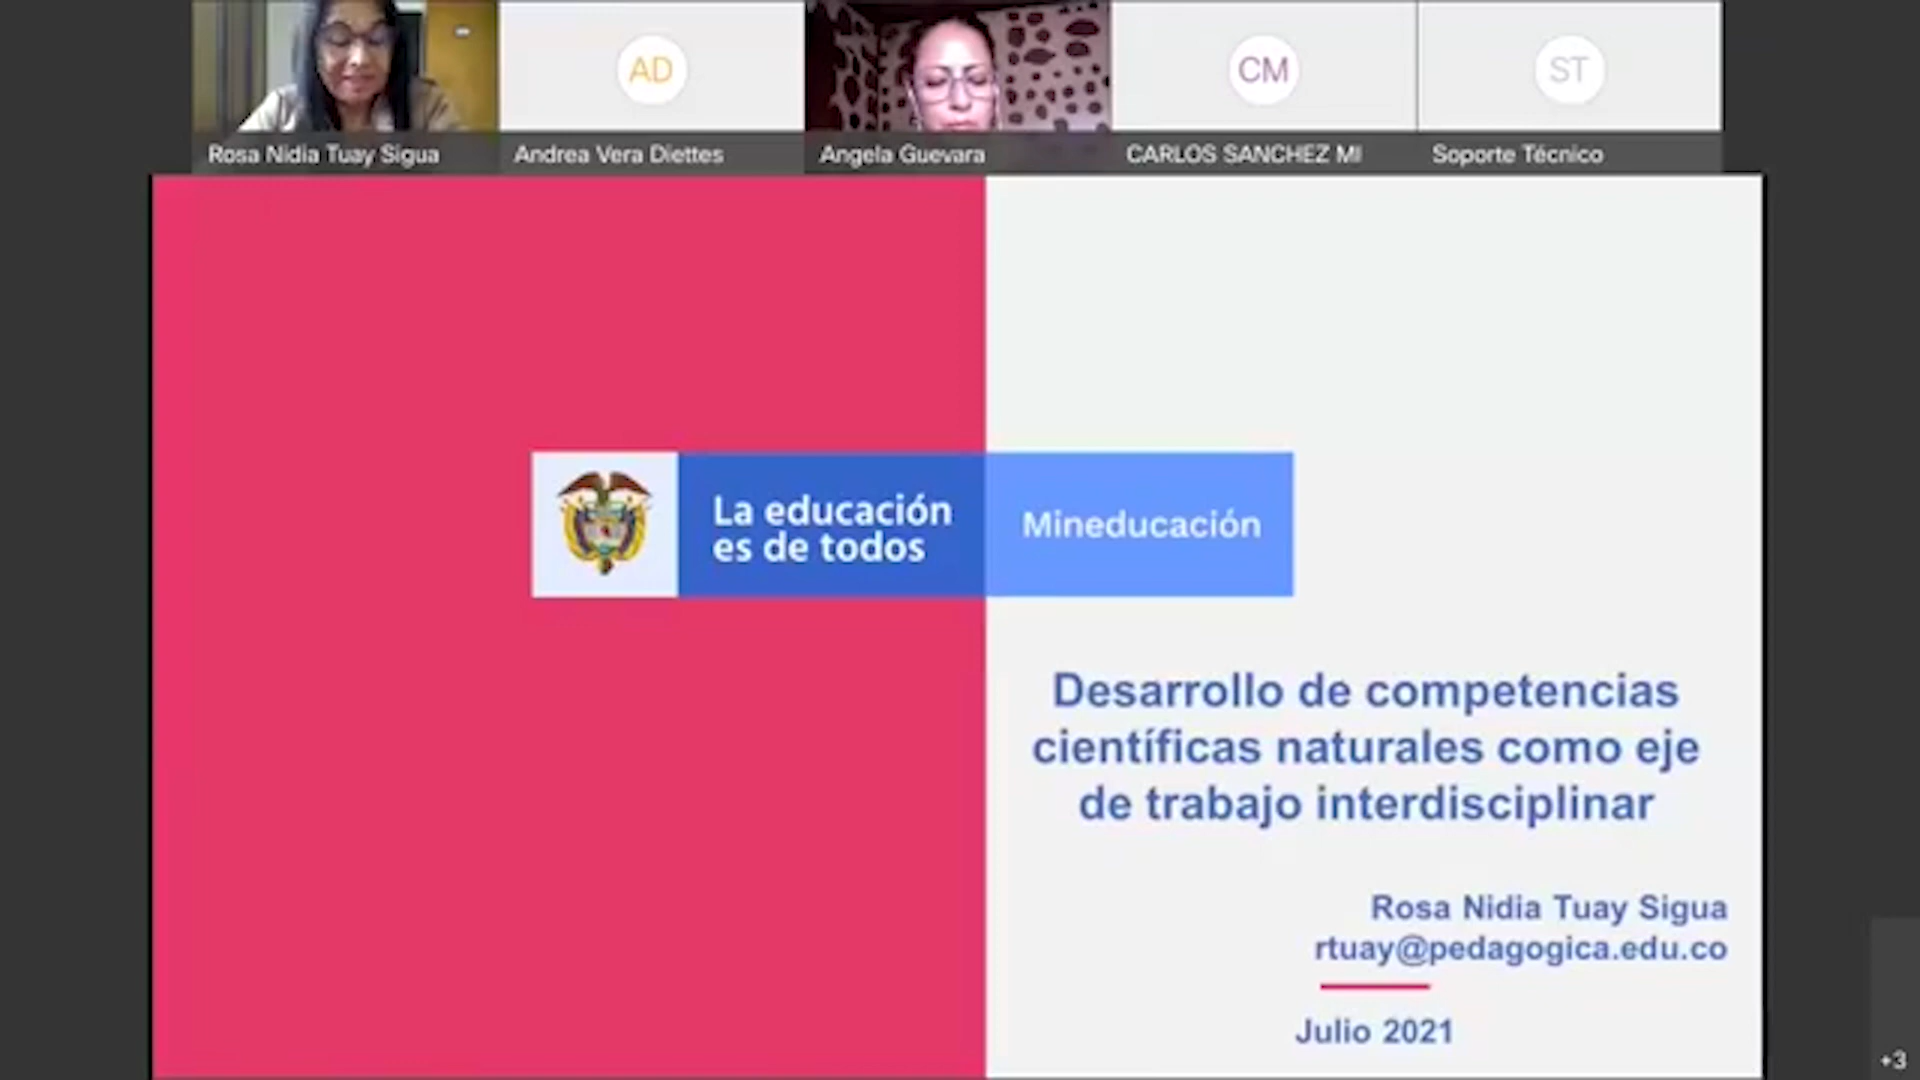 AD
CM
ST
Rosa Nidia Tuay Sigua
Andrea Vera Diettes
Angela Guevara
CARLOS SANCHEZ MI
Soporte Técnico
La educación
es de todos
Mineducación
Desarrollo de competencias
científicas naturales como eje
de trabajo interdisciplinar
Rosa Nidia Tuay Sigua
rtuay@pedagogica.edu.co
Julio 2021
+3